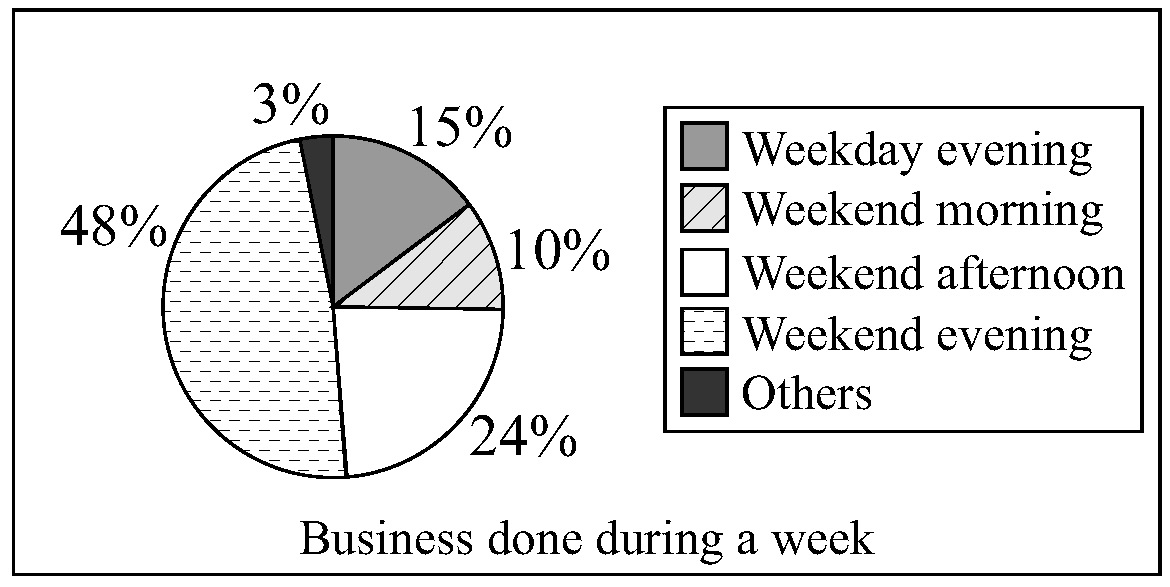 3%
15%
48%
10%
24%
Weekday evening
Weekend morning
Weekend afternoon
Weekend evening
Others
Business done during a week